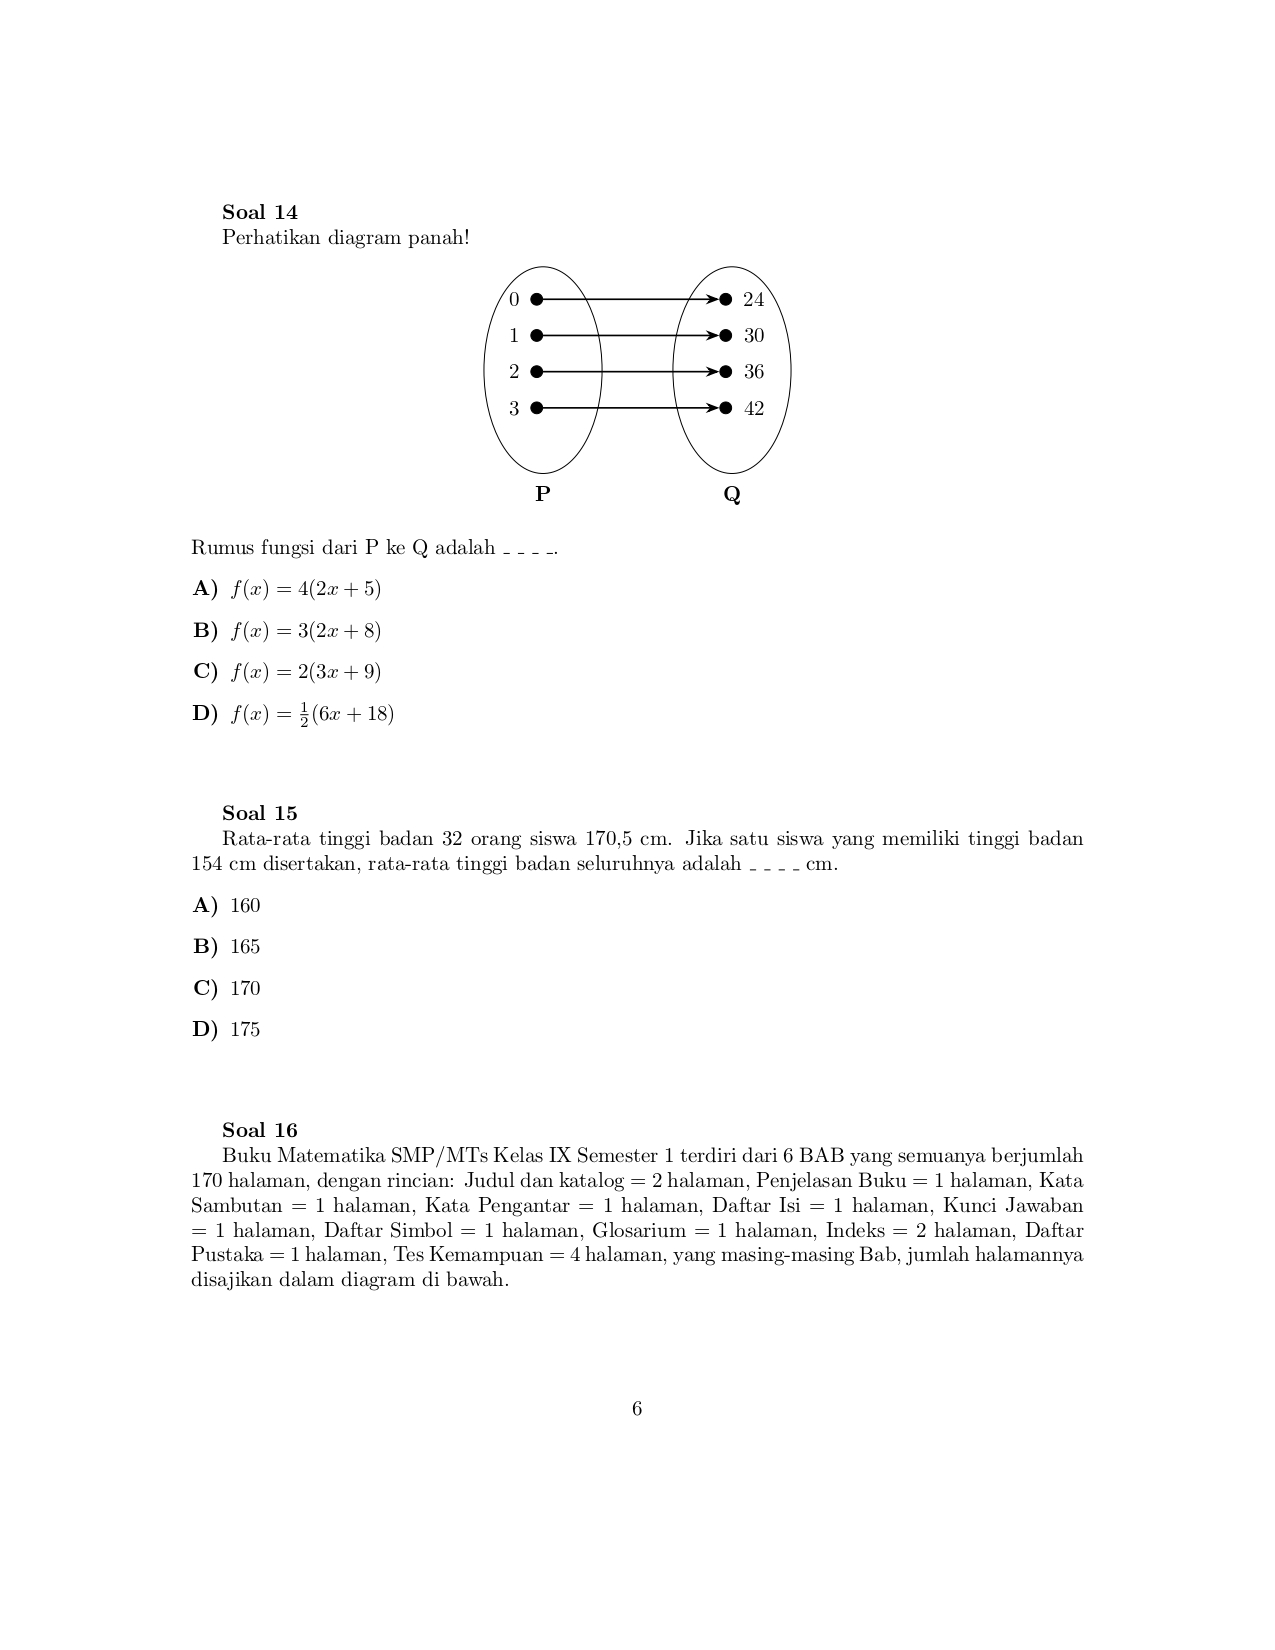 Soal 14
Perhatikan diagram panah!
0 24
1 30
2 36
3 42
P Q
Rumus fungsi dari P ke Q adalah _ _ _ _.
A) f(x) = 4(2x + 5)
B) f(x) = 3(2x + 8)
C) f(x) = 2(3x + 9)
D) f(x) = 1/2(6x + 18)
Soal 15
Rata-rata tinggi badan 32 orang siswa 170,5 cm. Jika satu siswa yang memiliki tinggi badan
154 cm disertakan, rata-rata tinggi badan seluruhnya adalah _ _ _ _ cm.
A) 160
B) 165
C) 170
D) 175
Soal 16
Buku Matematika SMP/MTs Kelas IX Semester 1 terdiri dari 6 BAB yang semuanya berjumlah
170 halaman, dengan rincian: Judul dan katalog = 2 halaman, Penjelasan Buku = 1 halaman, Kata
Sambutan = 1 halaman, Kata Pengantar = 1 halaman, Daftar Isi = 1 halaman, Kunci Jawaban
= 1 halaman, Daftar Simbol = 1 halaman, Glosarium = 1 halaman, Indeks = 2 halaman, Daftar
Pustaka = 1 halaman, Tes Kemampuan = 4 halaman, yang masing-masing Bab, jumlah halamannya
disajikan dalam diagram di bawah.
6